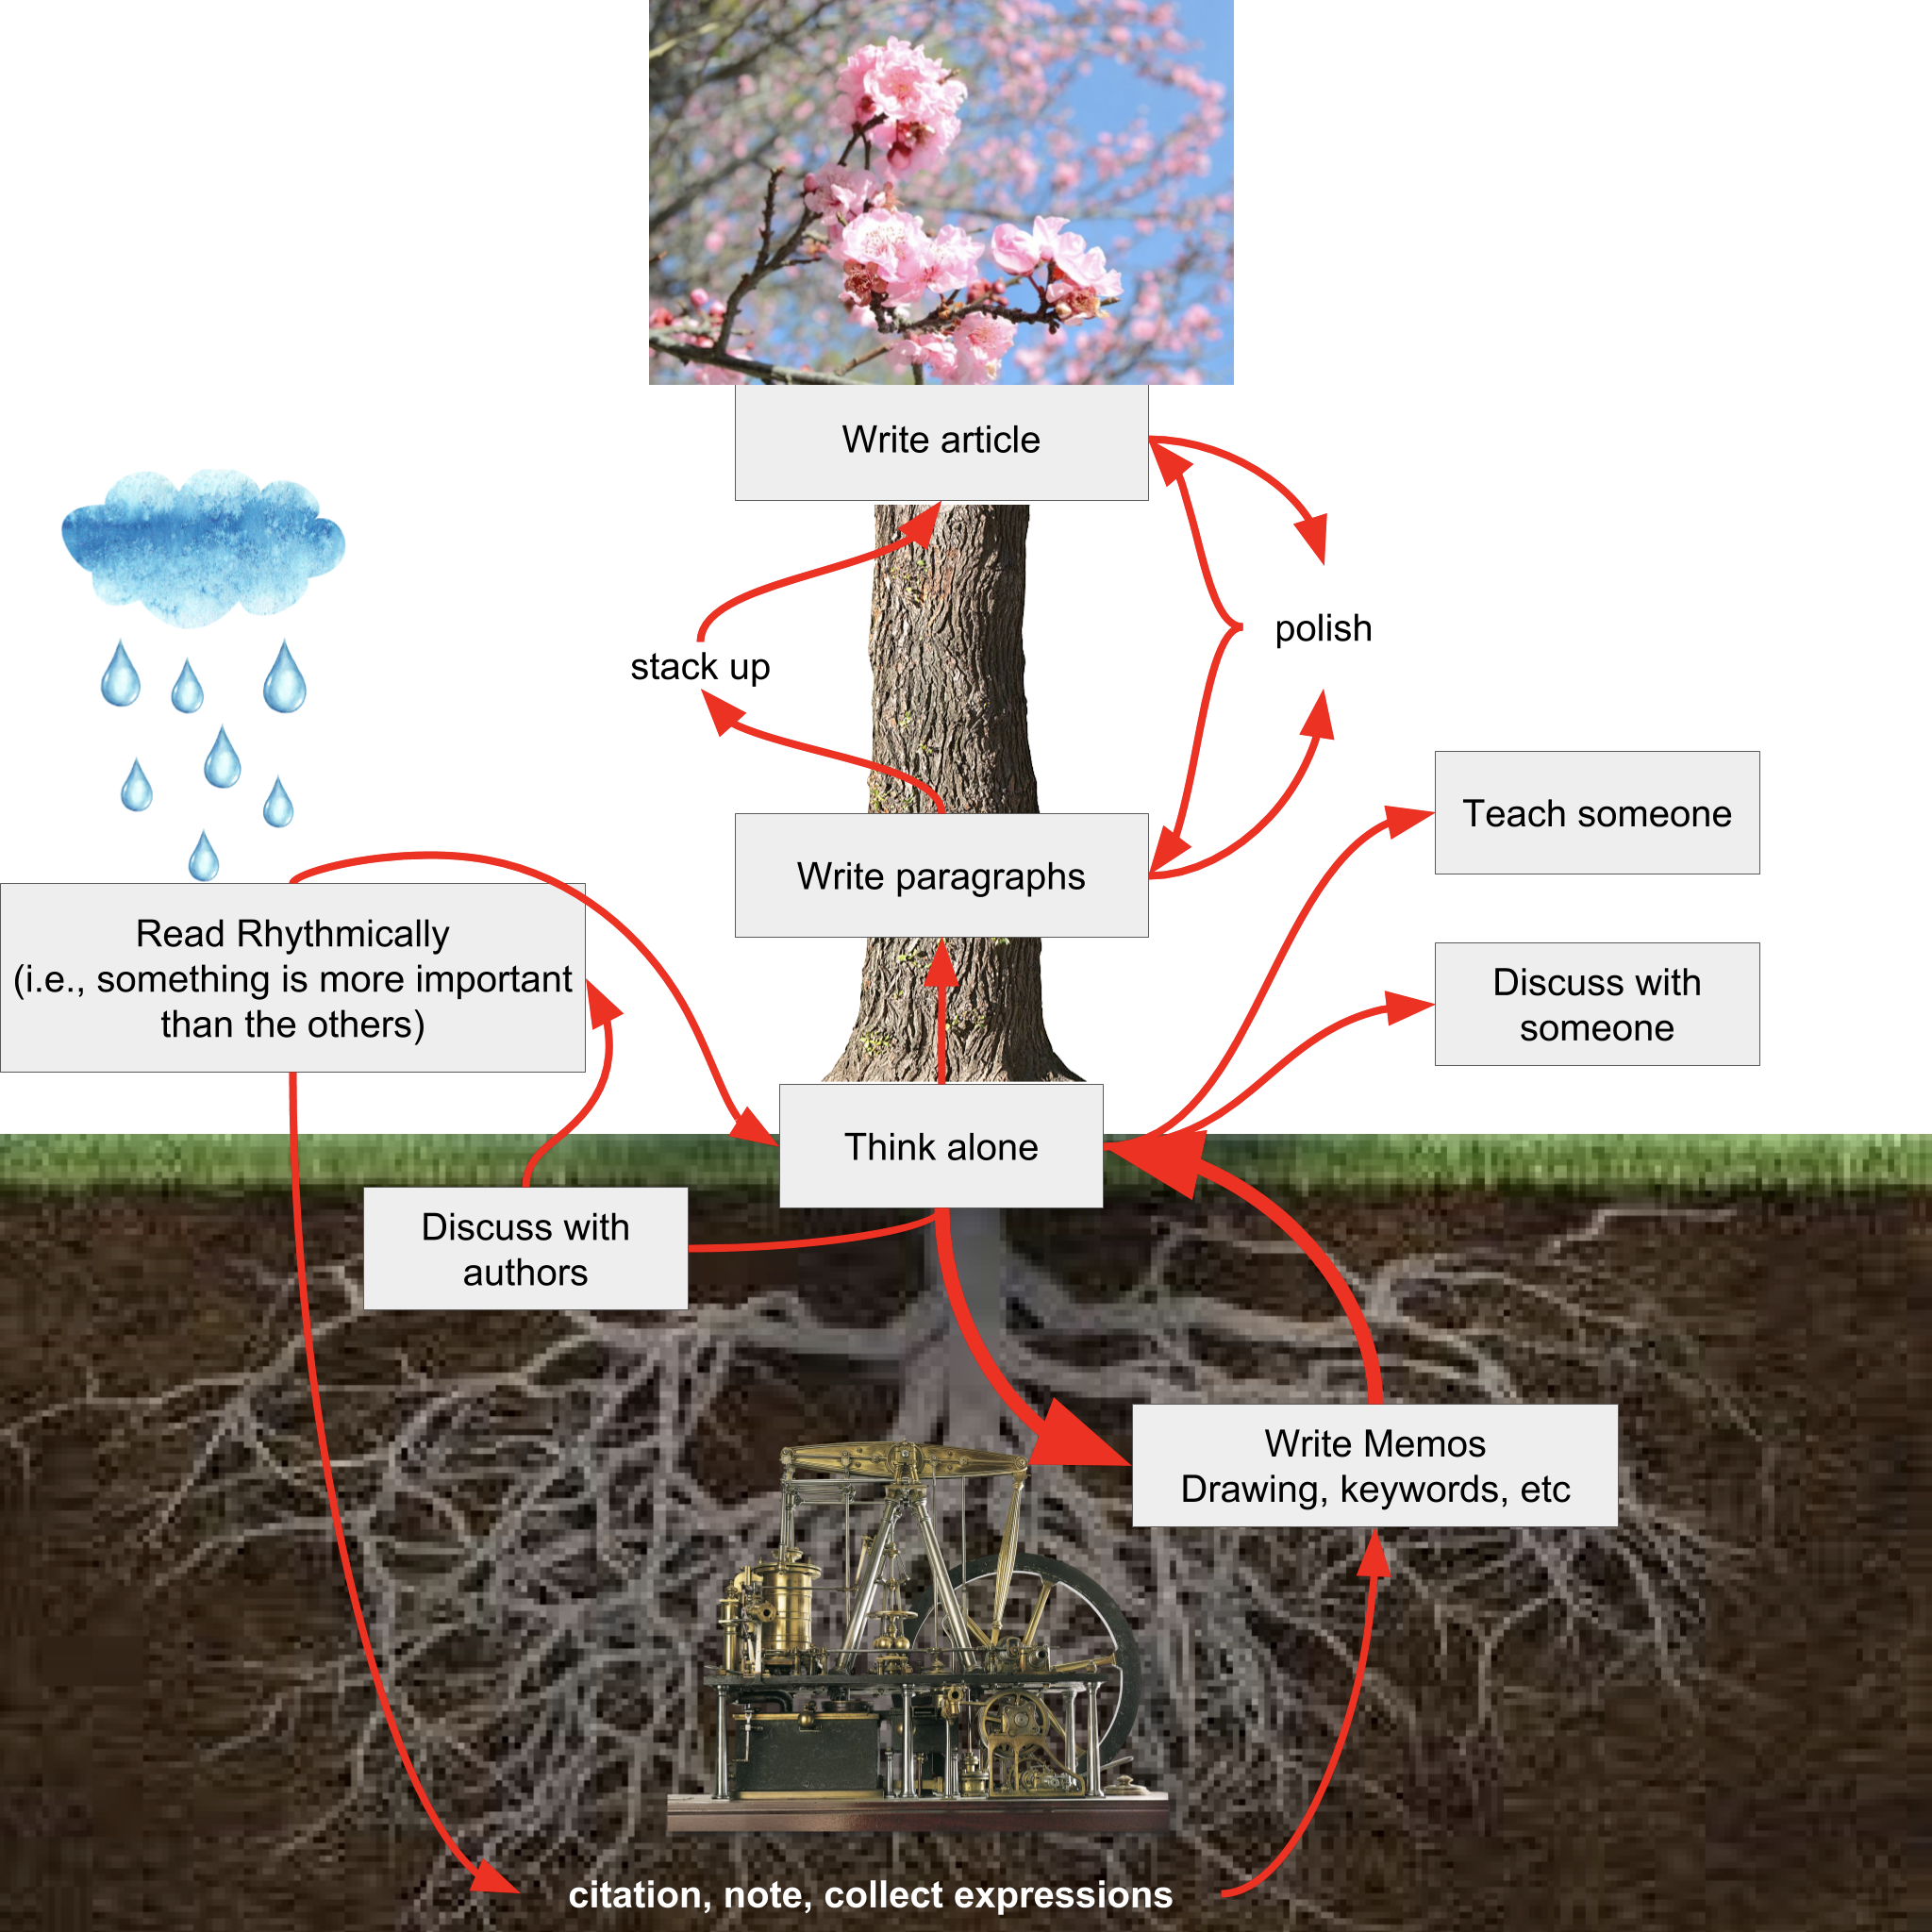 Write article
stack up
polish
Teach someone
Write paragraphs
Read Rhythmically
(i.e., something is more important
than the others)
Discuss with
someone
Think alone
Discuss with
authors
Write Memos
Drawing, keywords, etc
citation, note, collect expressions